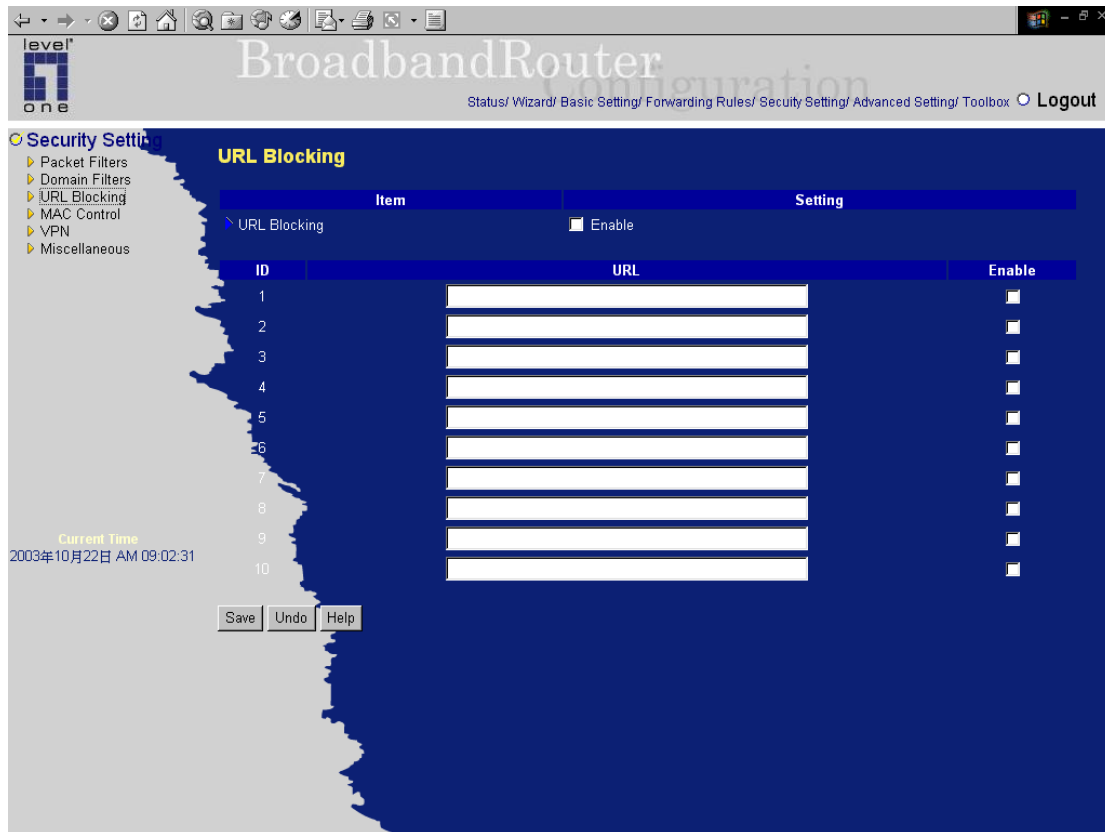 level
one
BroadbandRouter
Configuration
Status/ Wizard/ Basic Setting/ Forwarding Rules/ Secuity Setting/ Advanced Setting/ Toolbox
Logout
Security Setting
Packet Filters
Domain Filters
URL Blocking
MAC Control
VPN
Miscellaneous
Current Time
2003年10月22日 AM 09:02:31
URL Blocking
Item Setting
URL Blocking Enable
ID URL Enable
1
2
3
4
5
6
7
8
9
10
Save Undo Help